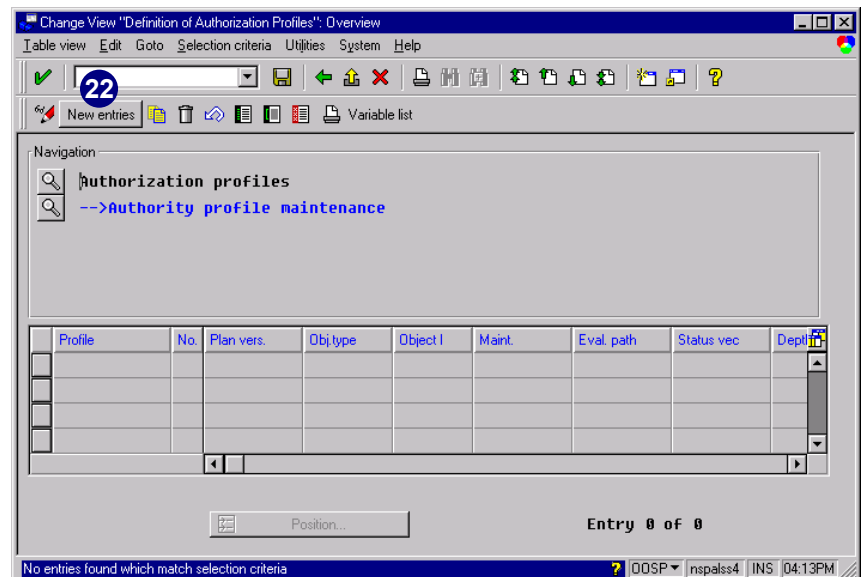 Change View "Definition of Authorization Profiles": Overview
Table view Edit Goto Selection criteria Utilities System Help
22
New entries Variable list
Navigation
Authorization profiles
-->Authority profile maintenance
Profile No. Plan vers. Obj.type Object I Maint. Eval. path Status vec Depth
Position... Entry 0 of 0
No entries found which match selection criteria OOSP nspalss4 INS 04:13PM